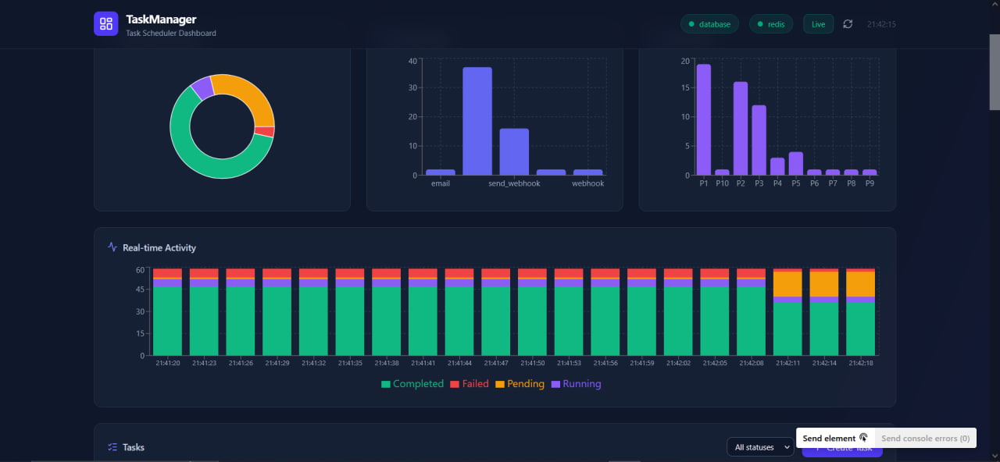 TaskManager
Task Scheduler Dashboard
database
redis
Live
21:42:15
40
30
20
10
0
email
send_webhook
webhook
20
15
10
5
0
P1 P10 P2 P3 P4 P5 P6 P7 P8 P9
Real-time Activity
60
45
30
15
0
21:41:20 21:41:23 21:41:26 21:41:29 21:41:32 21:41:35 21:41:38 21:41:41 21:41:44 21:41:47 21:41:50 21:41:53 21:41:56 21:41:59 21:42:02 21:42:05 21:42:08 21:42:11 21:42:14 21:42:18
Completed Failed Pending Running
Tasks
All statuses
Send element
Send console errors (0)
Create Task